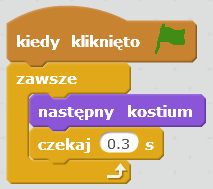 kiedy kliknięto
zawsze
następny kostium
czekaj 0.3 s